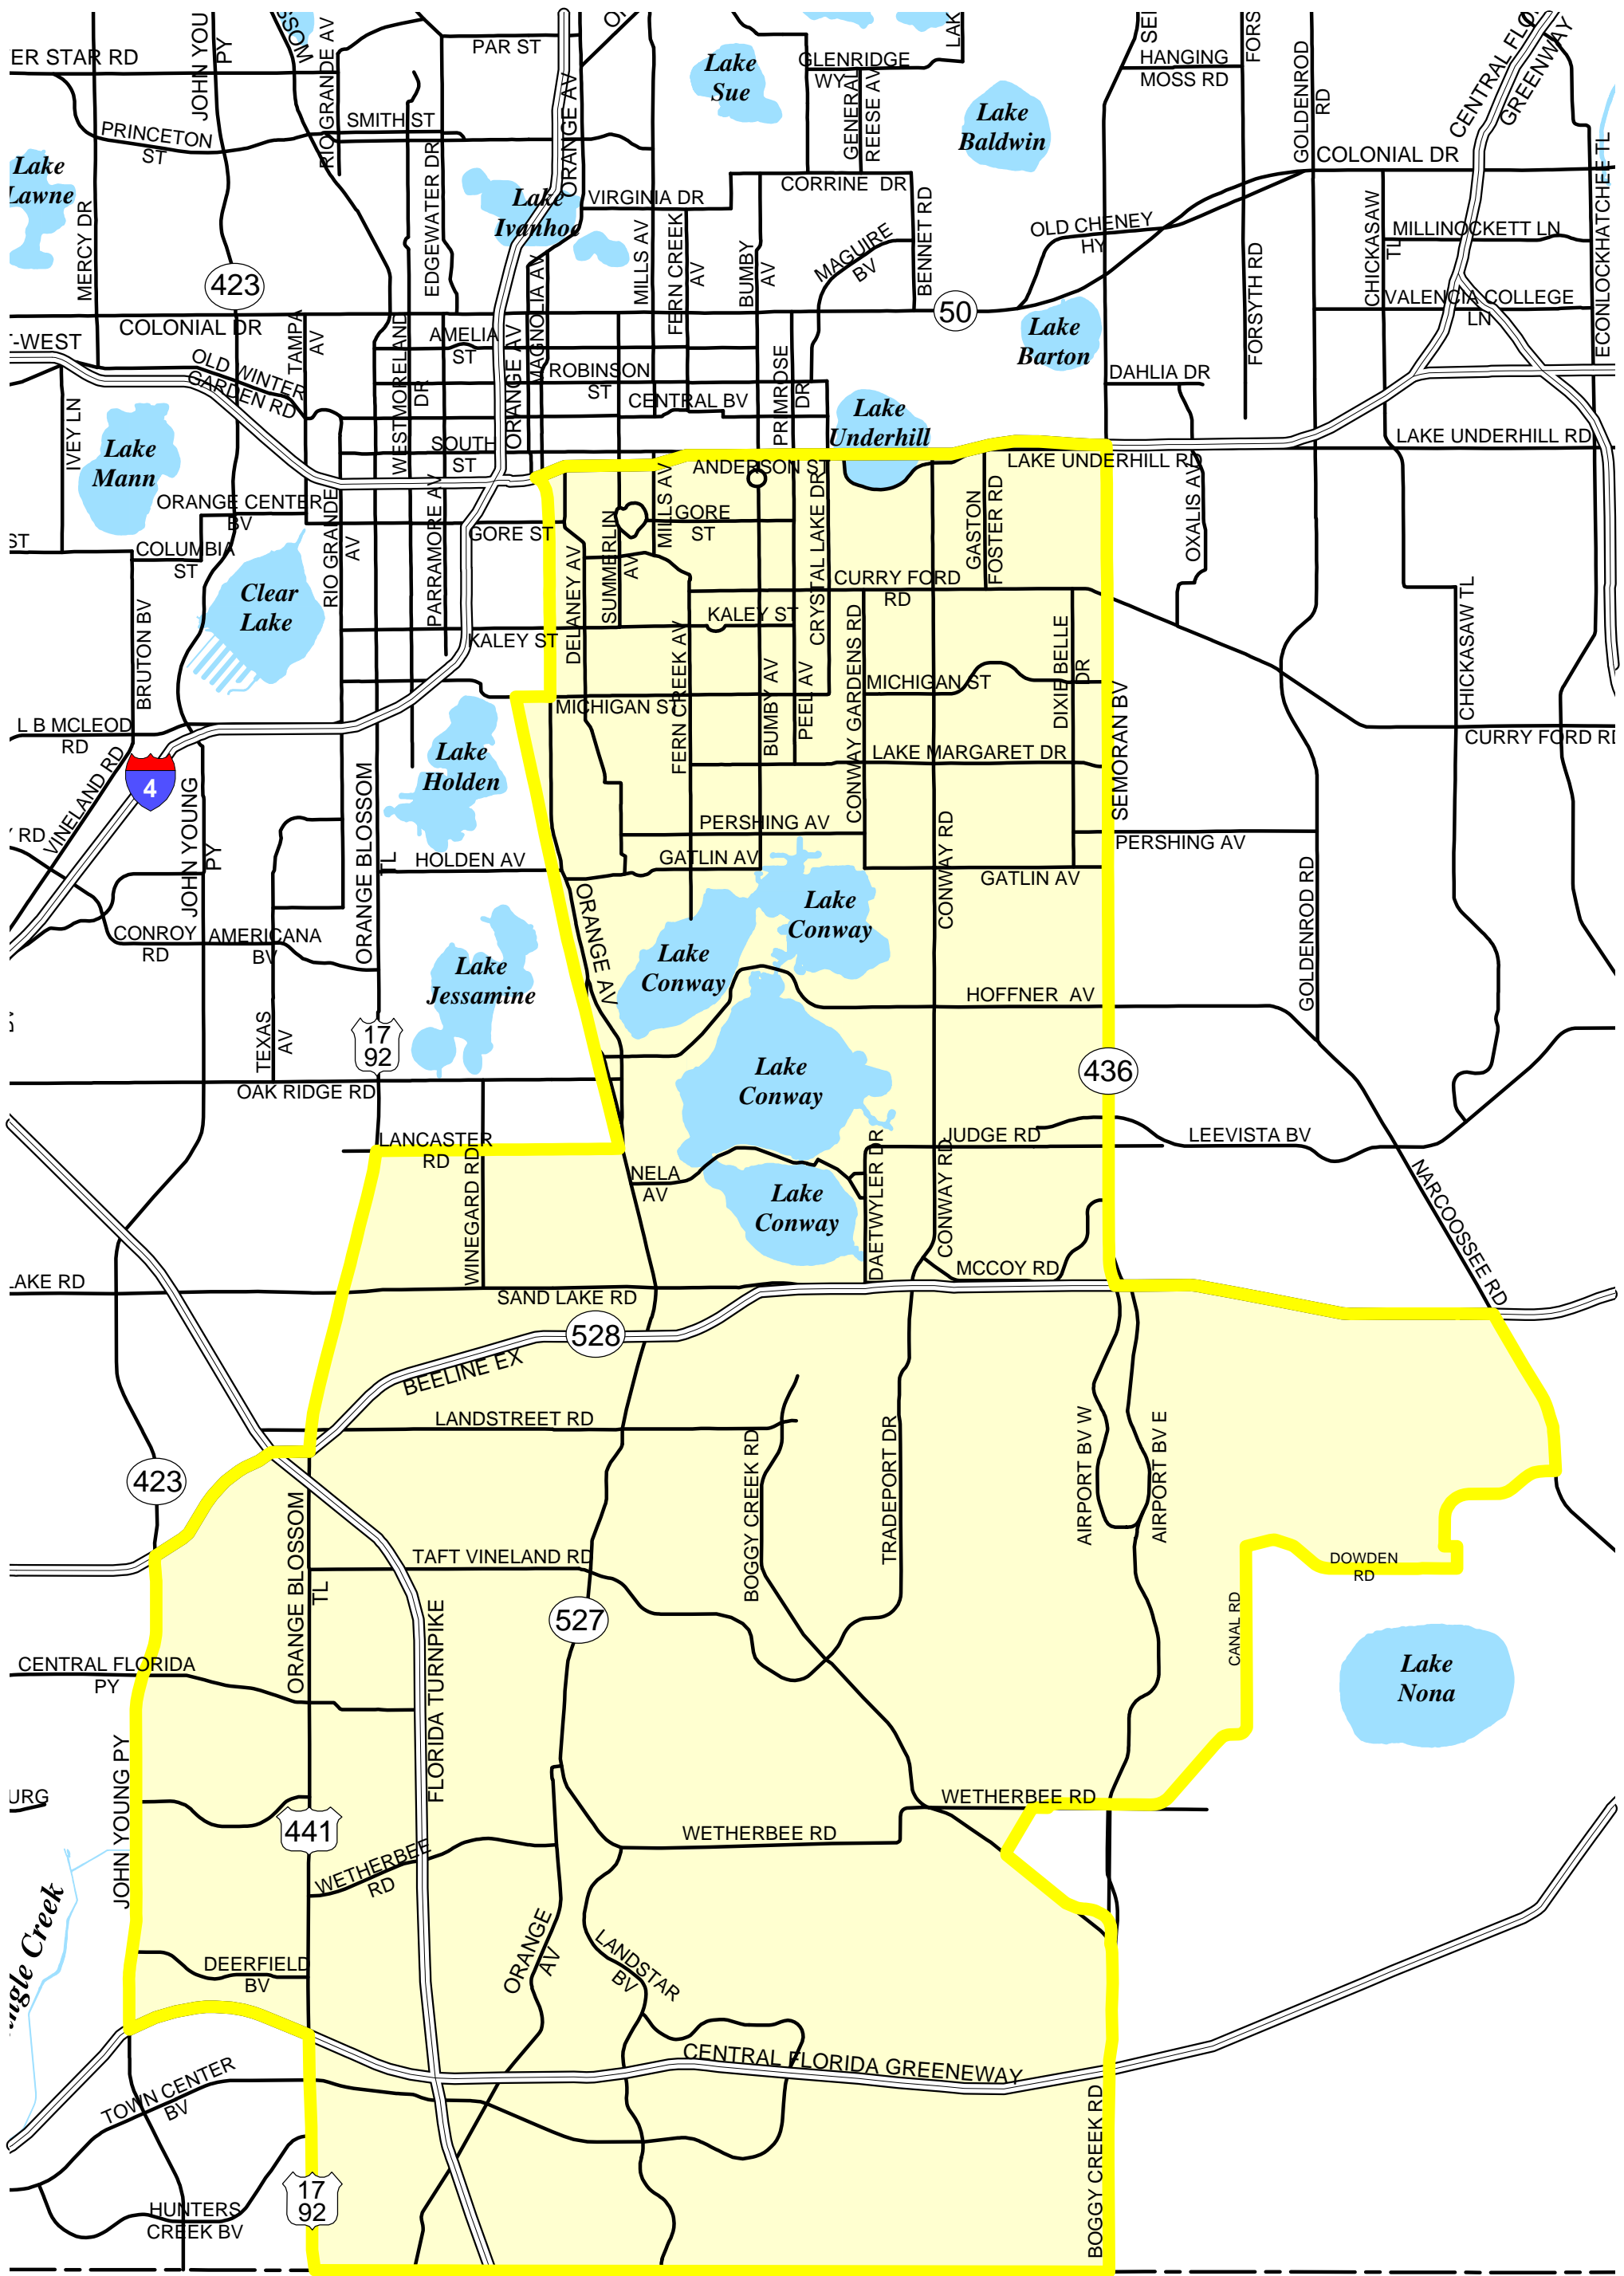 ER STAR RD
JOHN YOU
PY
SSOM
RIO GRANDE AV
PAR ST
ORANGE AV
Lake
Sue
GLENRIDGE
WY
GENERAL
REESE AV
LAK
Lake
Baldwin
SE
HANGING
MOSS RD
FORS
GOLDENROD
RD
CENTRAL FLO
GREENWAY
PRINCETON
ST
SMITH ST
EDGEWATER DR
Lake
Lawne
MERCY DR
Lake
Ivanhoe
VIRGINIA DR
CORRINE DR
MILLS AV
FERN CREEK
AV
BUMBY
AV
MAGUIRE
BV
BENNET RD
OLD CHENEY
HY
COLONIAL DR
CHICKASAW
TL
MILLINOCKETT LN
ECONLOCKHATCHEE TL
FORSYTH RD
VALENCIA COLLEGE
LN
423
50
COLONIAL DR
T-WEST
TAMPA
AV
OLD WINTER
GARDEN RD
WESTMORELAND
DR
AMELIA
ST
ORANGE AV
MAGNOLIA AV
ROBINSON
ST
CENTRAL BV
PRIMROSE
DR
Lake
Barton
DAHLIA DR
IVEY LN
Lake
Mann
SOUTH
ST
Lake
Underhill
ANDERSON ST
LAKE UNDERHILL RD
LAKE UNDERHILL RD
ORANGE CENTER
BV
RIO GRANDE
AV
PARRAMORE AV
GORE ST
SUMMERLIN
AV
MILLS AV
GORE
ST
CRYSTAL LAKE DR
GASTON
FOSTER RD
OXALIS AV
ST
COLUMBIA
ST
Clear
Lake
BRUTON BV
DELANEY AV
CURRY FORD
RD
KALEY ST
KALEY ST
FERN CREEK AV
BUMBY AV
PEEL AV
CONWAY GARDENS RD
MICHIGAN ST
DIXIE BELLE
DR
SEMORAN BV
CHICKASAW TL
L B MCLEOD
RD
MICHIGAN ST
CURRY FORD RD
VINELAND RD
4
Lake
Holden
LAKE MARGARET DR
JOHN YOUNG
PY
ORANGE BLOSSOM
TL
PERSHING AV
PERSHING AV
Y RD
HOLDEN AV
GATLIN AV
GATLIN AV
CONWAY RD
GOLDENROD RD
CONROY
RD
AMERICANA
BV
ORANGE AV
Lake
Conway
Lake
Conway
Lake
Jessamine
HOFFNER AV
TEXAS
AV
17
92
Lake
Conway
436
OAK RIDGE RD
LANCASTER
RD
WINEGARD RD
NELA
AV
Lake
Conway
DAETWYLER DR
CONWAY RD
JUDGE RD
LEEVISTA BV
NARCOOSSEE RD
LAKE RD
SAND LAKE RD
MCCOY RD
528
BEELINE EX
LANDSTREET RD
BOGGY CREEK RD
TRADEPORT DR
AIRPORT BV W
AIRPORT BV E
423
ORANGE BLOSSOM
TL
TAFT VINELAND RD
DOWDEN
RD
527
CANAL RD
Lake
Nona
CENTRAL FLORIDA
PY
FLORIDA TURNPIKE
JOHN YOUNG PY
URG
441
WETHERBEE RD
WETHERBEE RD
WETHERBEE
RD
ngle Creek
DEERFIELD
BV
ORANGE
AV
LANDSTAR
BV
CENTRAL FLORIDA GREENEWAY
TOWN CENTER
BV
BOGGY CREEK RD
17
92
HUNTERS
CREEK BV